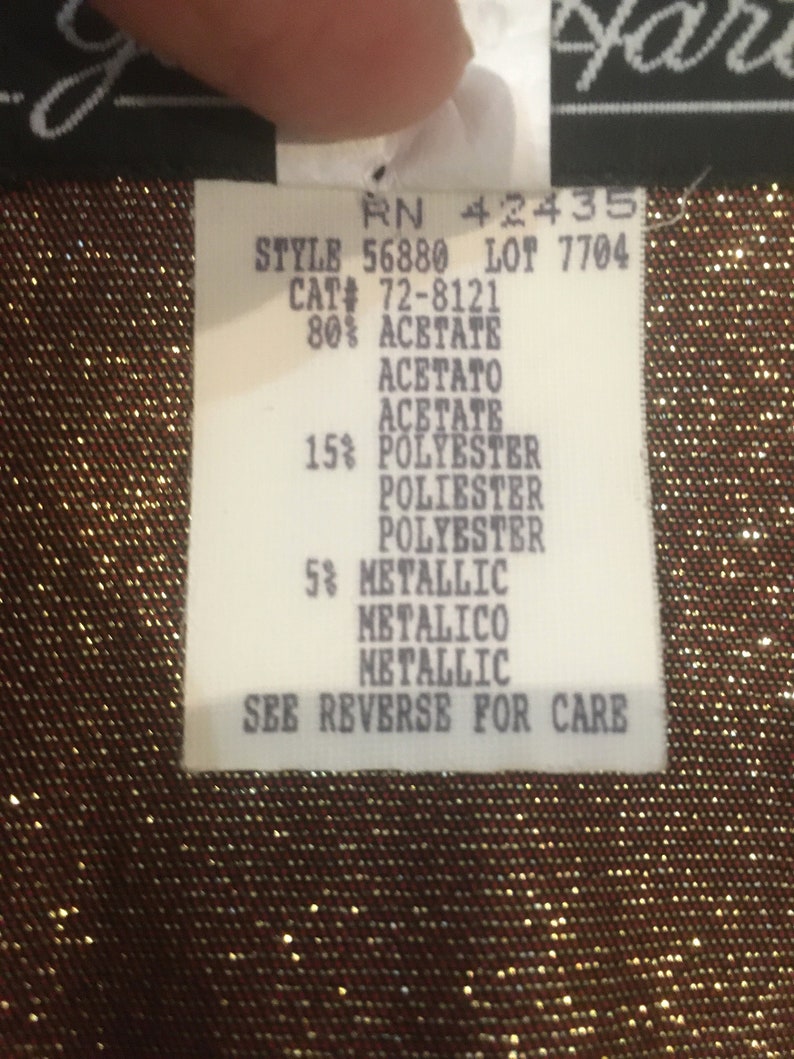 RN 42435
STYLE 56880 LOT 7704
CAT# 72-8121
80% ACETATE
ACETATO
ACETATE
15% POLYESTER
POLIESTER
POLYESTER
5% METALLIC
METALICO
METALLIC
SEE REVERSE FOR CARE